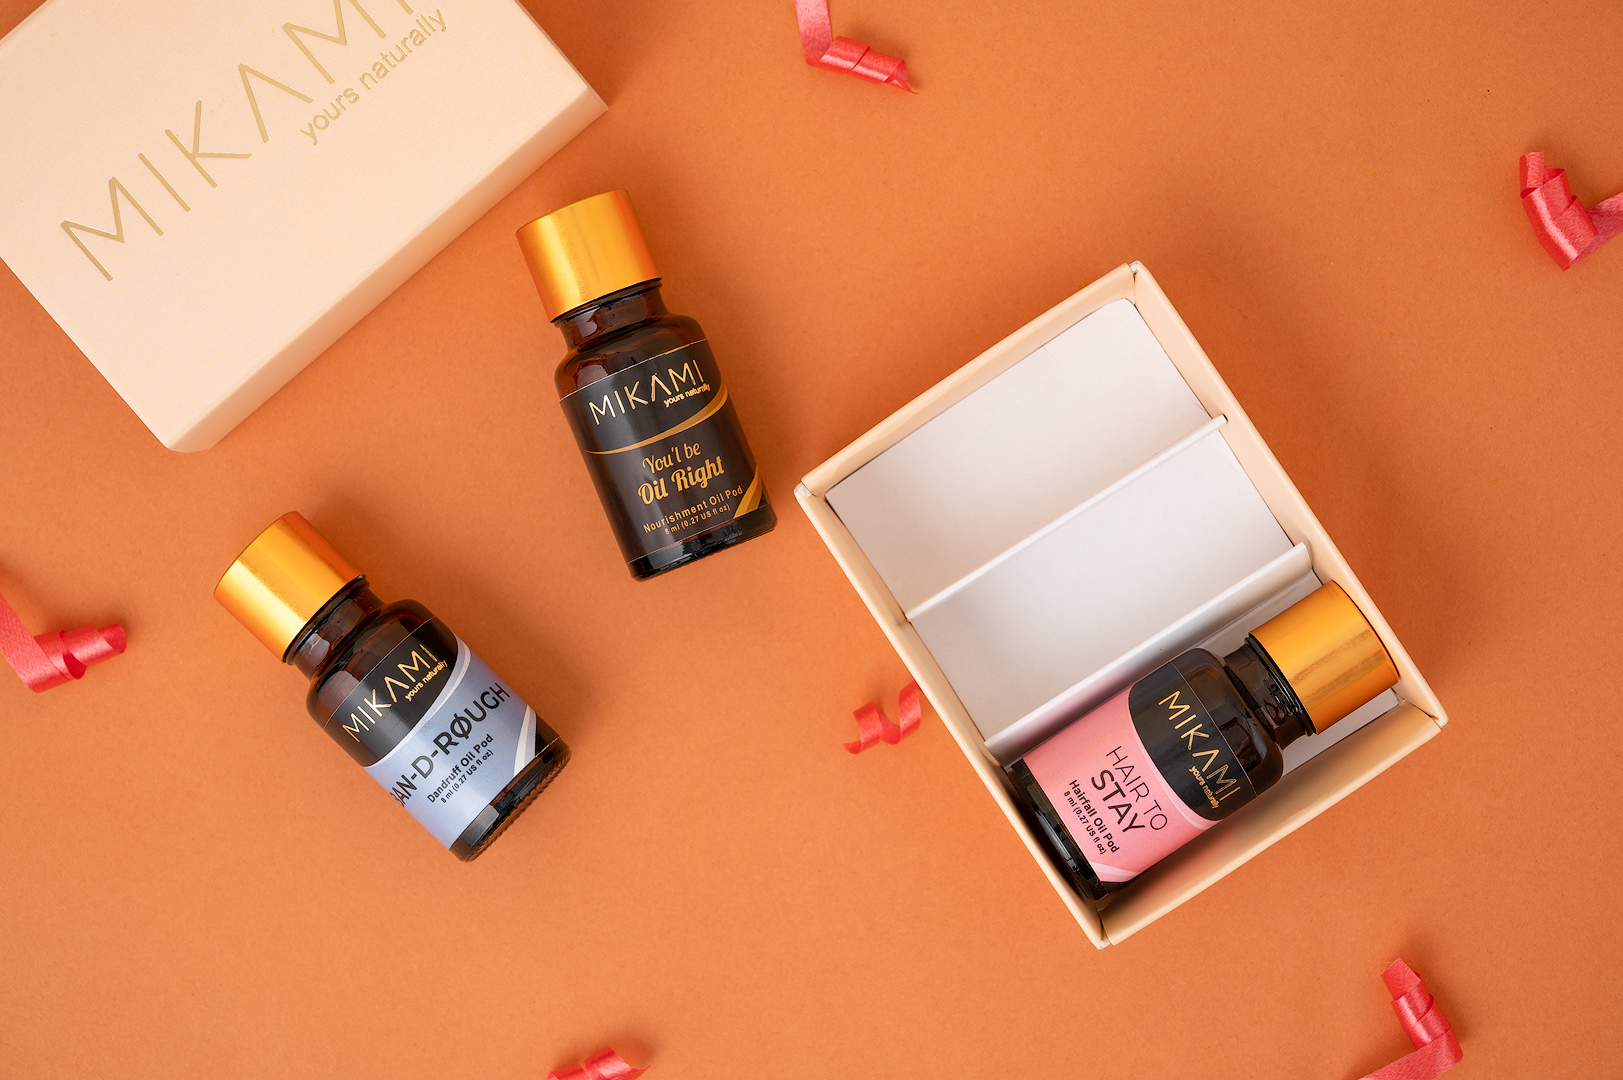 MIKAMI
yours naturally
MIKAMI
yours naturally
You'l be
Oil Right
Nourishment Oil Pod
8 ml (0.27 US fl oz)
MIKAMI
yours naturally
AN-D-RØUGH
Dandruff Oil Pod
8 ml (0.27 US fl oz)
MIKAMI
yours naturally
HAIR TO
STAY
Hairfall Oil Pod
8 ml (0.27 US fl oz)